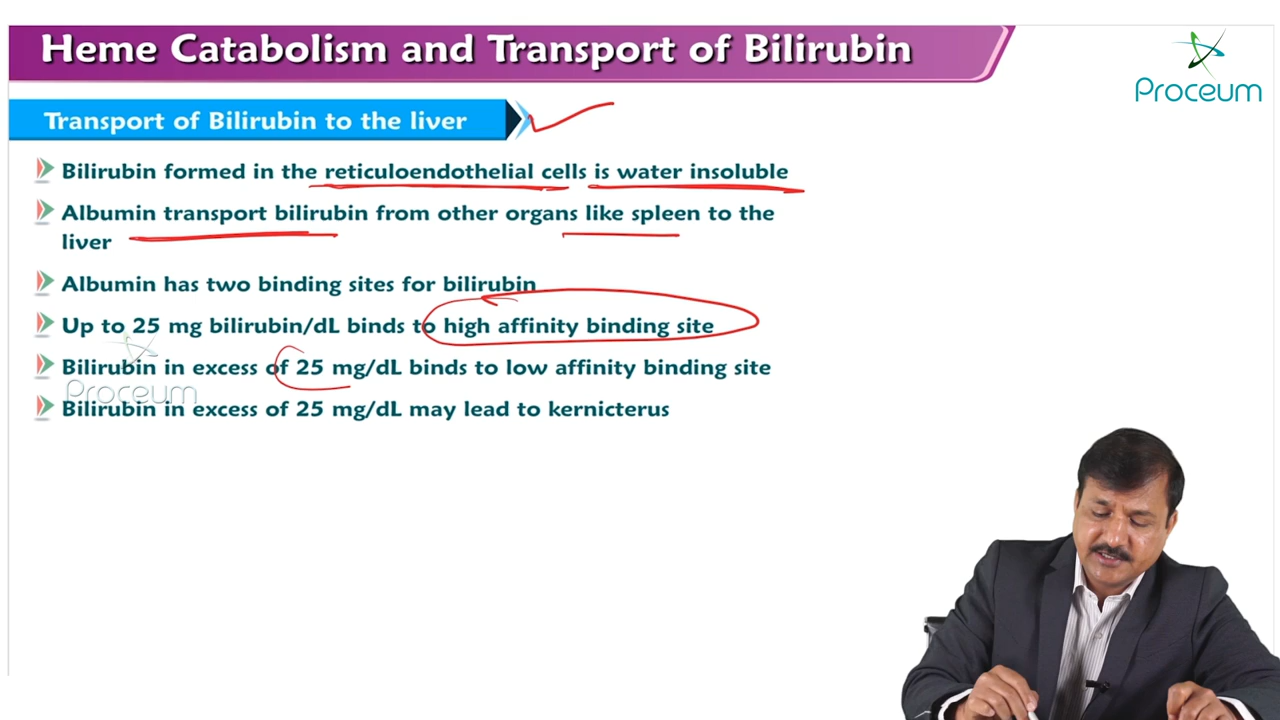 Heme Catabolism and Transport of Bilirubin
Proceum
Transport of Bilirubin to the liver
Bilirubin formed in the reticuloendothelial cells is water insoluble
Albumin transport bilirubin from other organs like spleen to the
liver
Albumin has two binding sites for bilirubin
Up to 25 mg bilirubin/dL binds to high affinity binding site
Bilirubin in excess of 25 mg/dL binds to low affinity binding site
Proceum
Bilirubin in excess of 25 mg/dL may lead to kernicterus